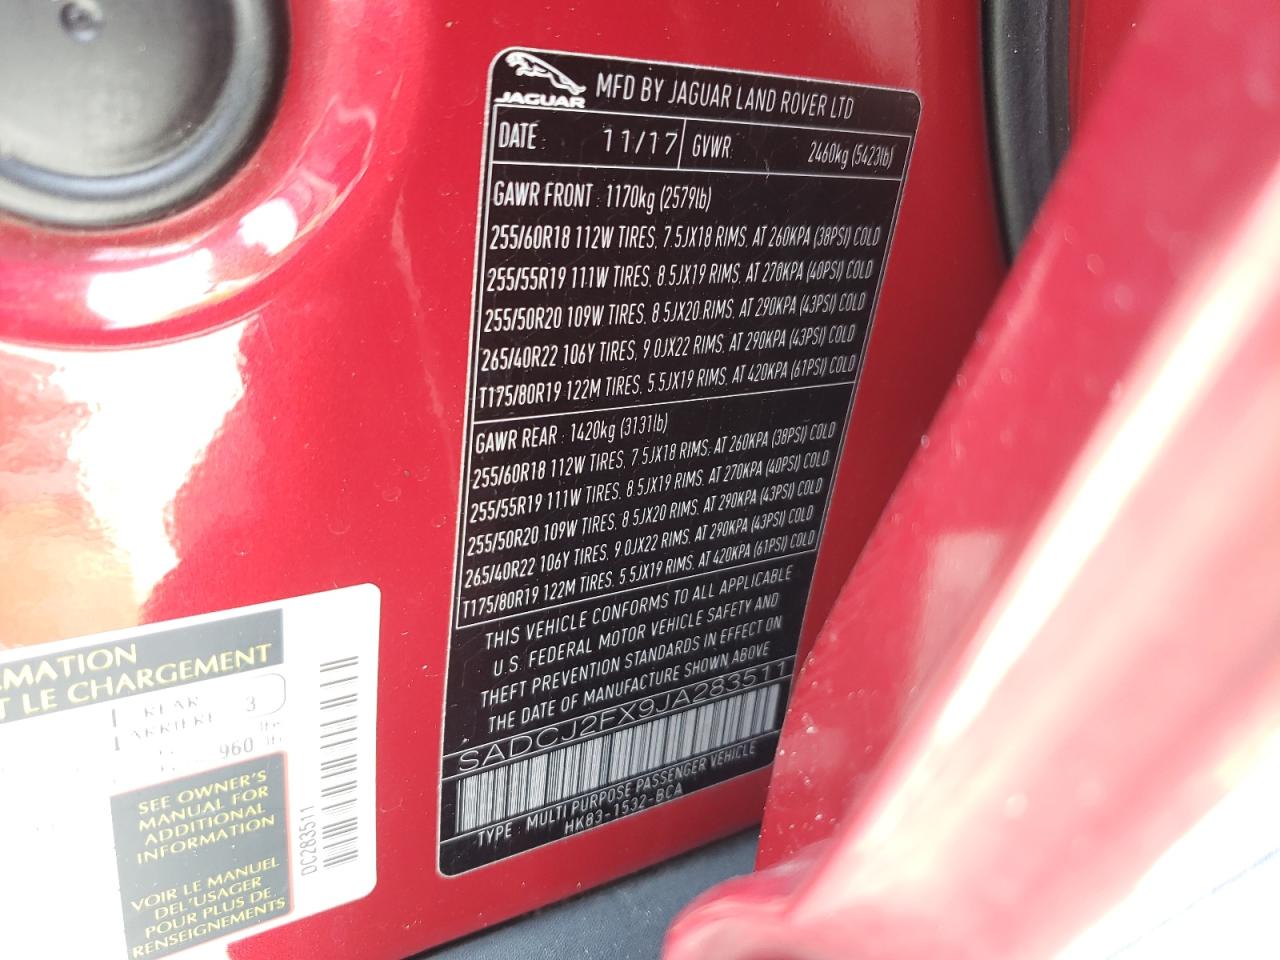 JAGUAR MFD BY JAGUAR LAND ROVER LTD
DATE : 11/17 GVWR: 2460kg (5423lb)
GAWR FRONT : 1170kg (2579lb)
255/60R18 112W TIRES, 7.5JX18 RIMS, AT 260KPA (38PSI) COLD
255/55R19 111W TIRES, 8.5JX19 RIMS, AT 270KPA (40PSI) COLD
255/50R20 109W TIRES, 8.5JX20 RIMS, AT 290KPA (43PSI) COLD
265/40R22 106Y TIRES, 9.0JX22 RIMS, AT 290KPA (43PSI) COLD
T175/80R19 122M TIRES, 5.5JX19 RIMS, AT 420KPA (61PSI) COLD
GAWR REAR : 1420kg (3131lb)
255/60R18 112W TIRES, 7.5JX18 RIMS, AT 260KPA (38PSI) COLD
255/55R19 111W TIRES, 8.5JX19 RIMS, AT 270KPA (40PSI) COLD
255/50R20 109W TIRES, 8.5JX20 RIMS, AT 290KPA (43PSI) COLD
265/40R22 106Y TIRES, 9.0JX22 RIMS, AT 290KPA (43PSI) COLD
T175/80R19 122M TIRES, 5.5JX19 RIMS, AT 420KPA (61PSI) COLD
THIS VEHICLE CONFORMS TO ALL APPLICABLE
U.S. FEDERAL MOTOR VEHICLE SAFETY AND
THEFT PREVENTION STANDARDS IN EFFECT ON
THE DATE OF MANUFACTURE SHOWN ABOVE
SADCJ2FX9JA283511
TYPE : MULTI PURPOSE PASSENGER VEHICLE
HK83-1532-BCA
RMATION
T LE CHARGEMENT
REAR 3
ARRIERE
960 lbs
SEE OWNER'S
MANUAL FOR
ADDITIONAL
INFORMATION
VOIR LE MANUEL
DEL'USAGER
POUR PLUS DE
RENSEIGNEMENTS
DC283511